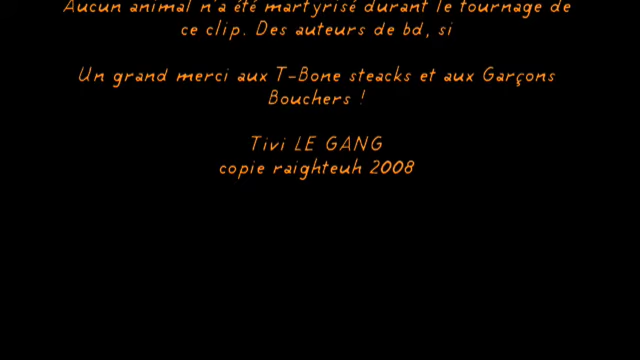 Aucun animal n'a été martyrisé durant le tournage de
ce clip. Des auteurs de bd, si
Un grand merci aux T-Bone steacks et aux Garçons
Bouchers !
Tivi LE GANG
copie raighteuh 2008